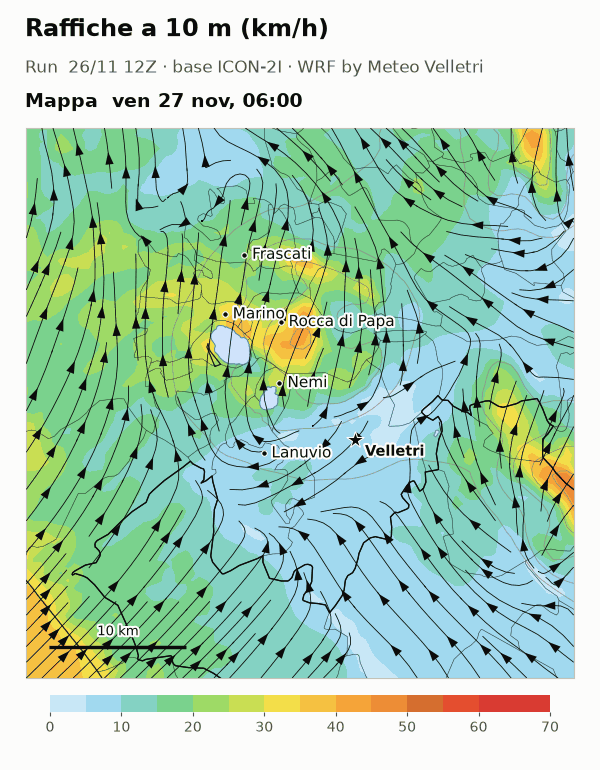 Raffiche a 10 m (km/h)
Run  26/11 12Z · base ICON-2I · WRF by Meteo Velletri
Mappa  ven 27 nov, 06:00
Frascati
Marino
Rocca di Papa
Nemi
Lanuvio
Velletri
10 km
0 10 20 30 40 50 60 70